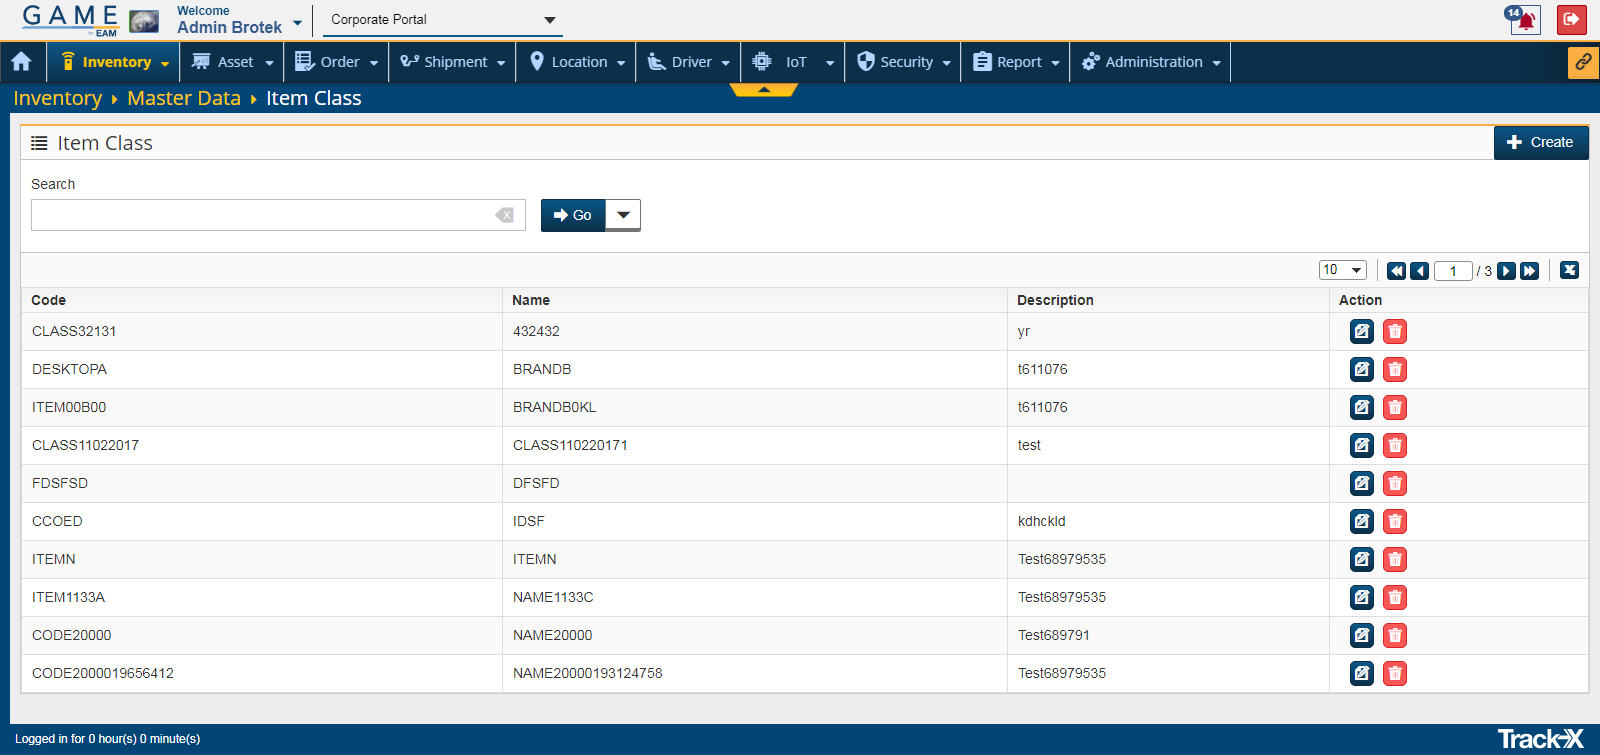 GAME
by EAM
Welcome
Admin Brotek
Corporate Portal
14
Inventory
Asset
Order
Shipment
Location
Driver
IoT
Security
Report
Administration
Inventory Master Data Item Class
Item Class
Create
Search
Go
10
1 / 3
Code Name Description Action
CLASS32131 432432 yr
DESKTOPA BRANDB t611076
ITEM00B00 BRANDB0KL t611076
CLASS11022017 CLASS110220171 test
FDSFSD DFSFD
CCOED IDSF kdhckld
ITEMN ITEMN Test68979535
ITEM1133A NAME1133C Test68979535
CODE20000 NAME20000 Test689791
CODE2000019656412 NAME20000193124758 Test68979535
Logged in for 0 hour(s) 0 minute(s)
Track-X